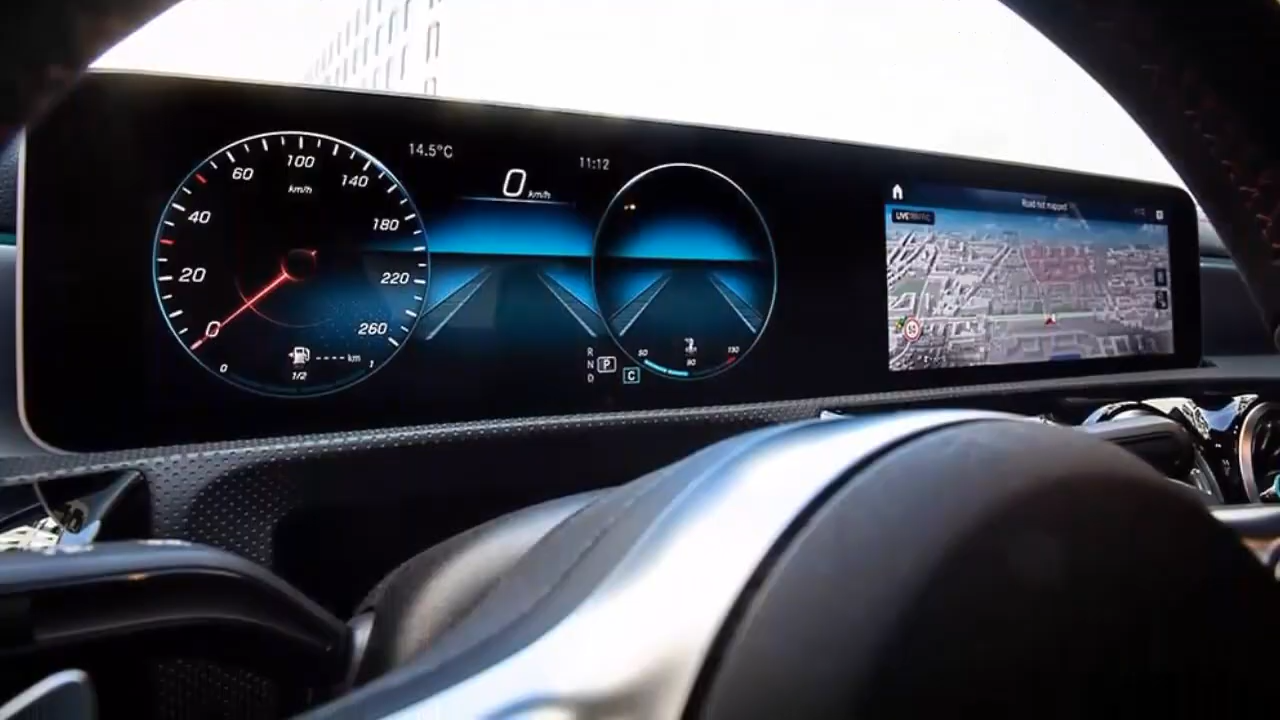 100
60
140
km/h
40
180
20
220
0
260
0
1/2
---- km
1
14.5°C
11:12
0 km/h
R
N
P
D
C
50
90
130
Road not mapped
LIVE TRAFFIC